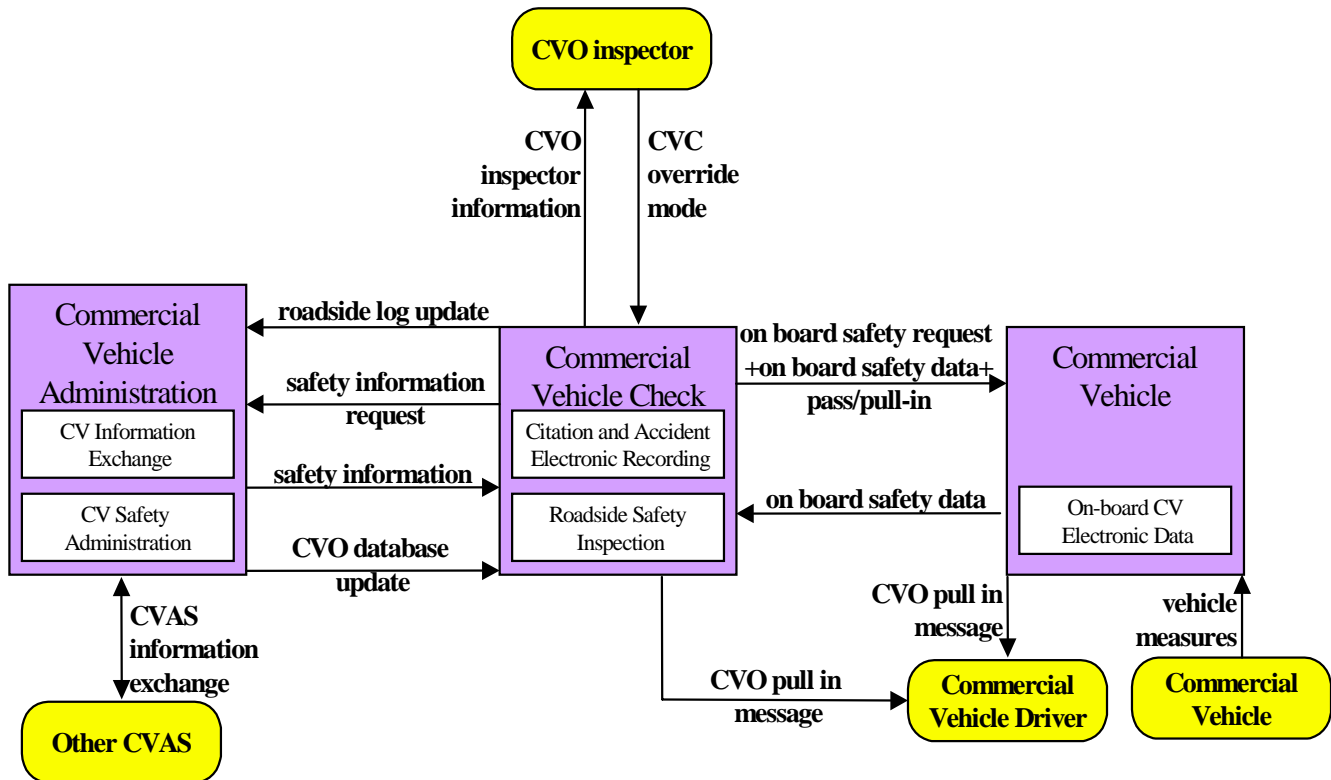 CVO inspector
CVO
inspector
information
CVC
override
mode
Commercial
Vehicle
Administration
CV Information
Exchange
CV Safety
Administration
roadside log update
safety information
request
safety information
CVO database
update
Commercial
Vehicle Check
Citation and Accident
Electronic Recording
Roadside Safety
Inspection
on board safety request
+on board safety data+
pass/pull-in
on board safety data
Commercial
Vehicle
On-board CV
Electronic Data
CVAS
information
exchange
Other CVAS
CVO pull in
message
CVO pull in
message
vehicle
measures
Commercial
Vehicle Driver
Commercial
Vehicle